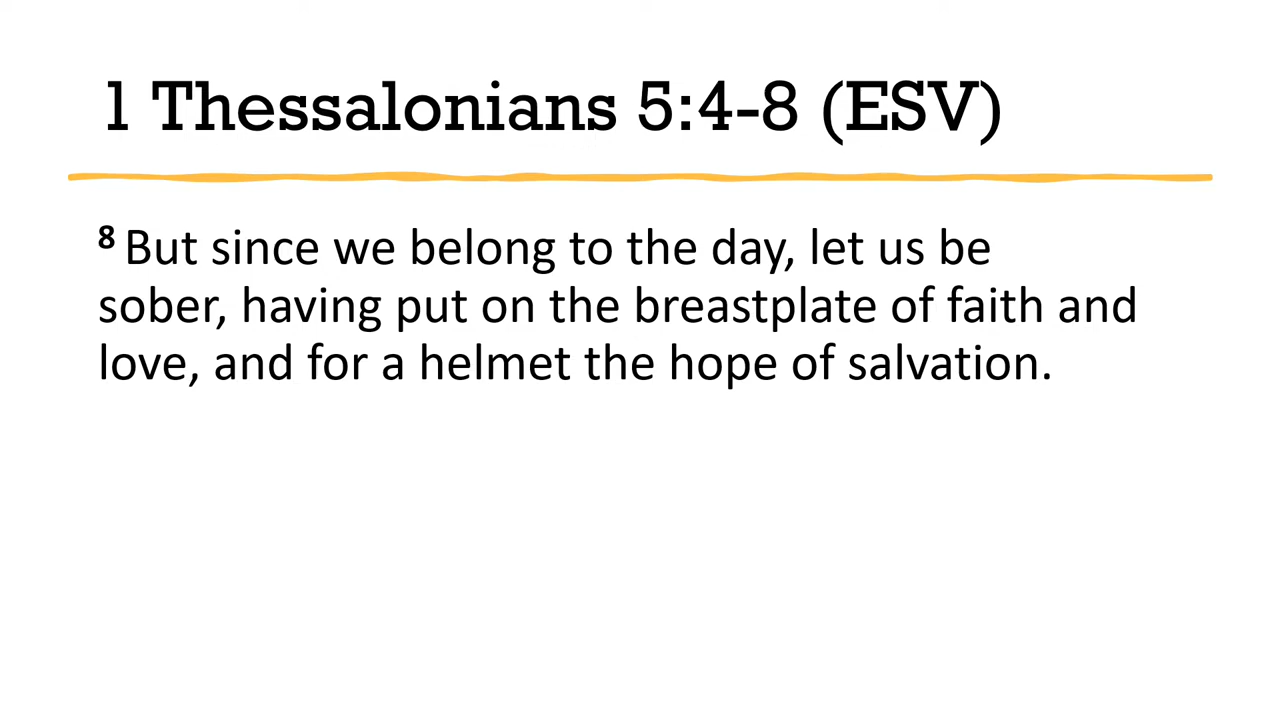 1 Thessalonians 5:4-8 (ESV)
8 But since we belong to the day, let us be
sober, having put on the breastplate of faith and
love, and for a helmet the hope of salvation.